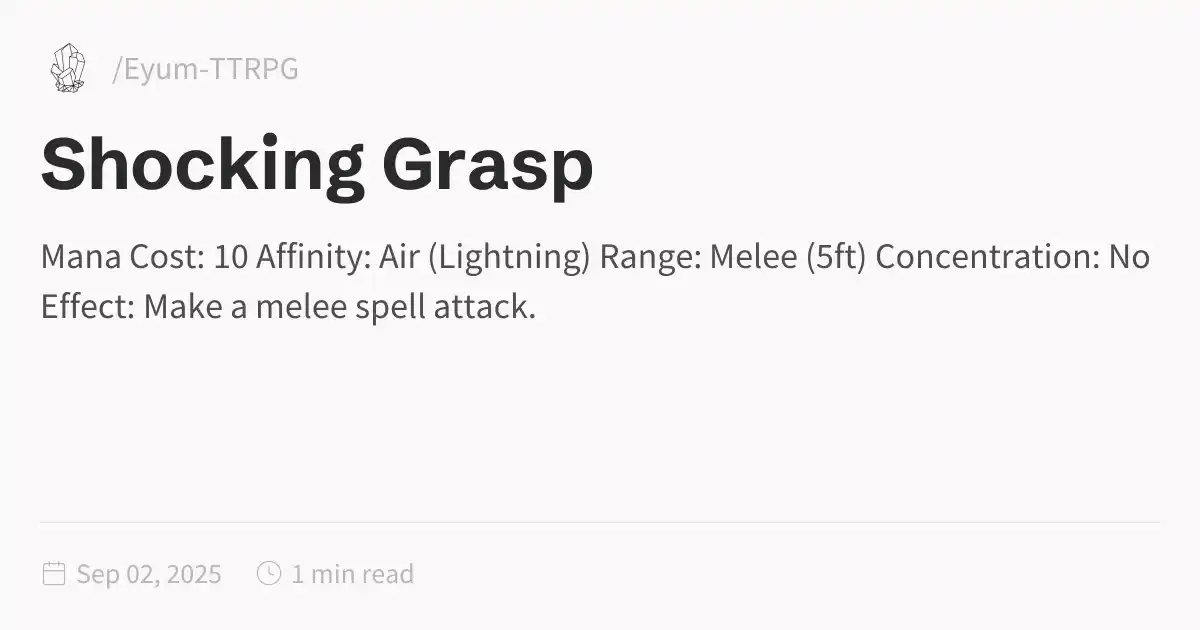 /Eyum-TTRPG
Shocking Grasp
Mana Cost: 10 Affinity: Air (Lightning) Range: Melee (5ft) Concentration: No
Effect: Make a melee spell attack.
Sep 02, 2025 1 min read